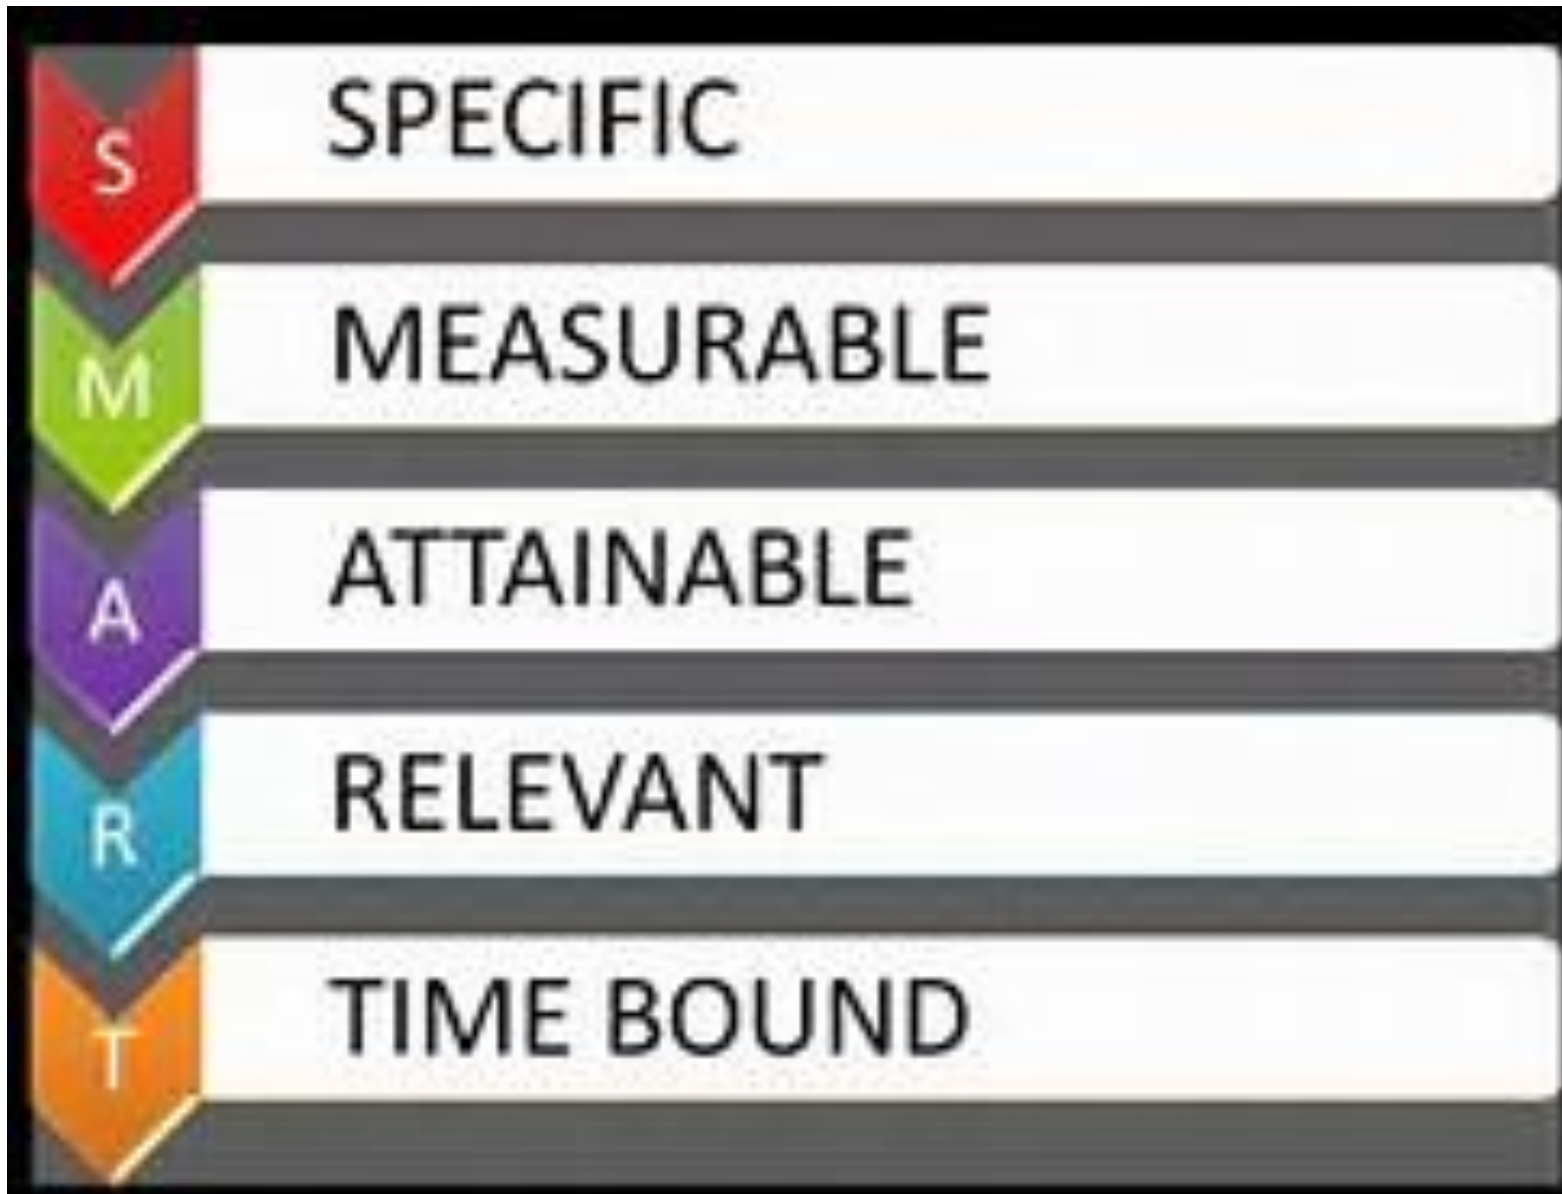 S SPECIFIC
M MEASURABLE
A ATTAINABLE
R RELEVANT
T TIME BOUND